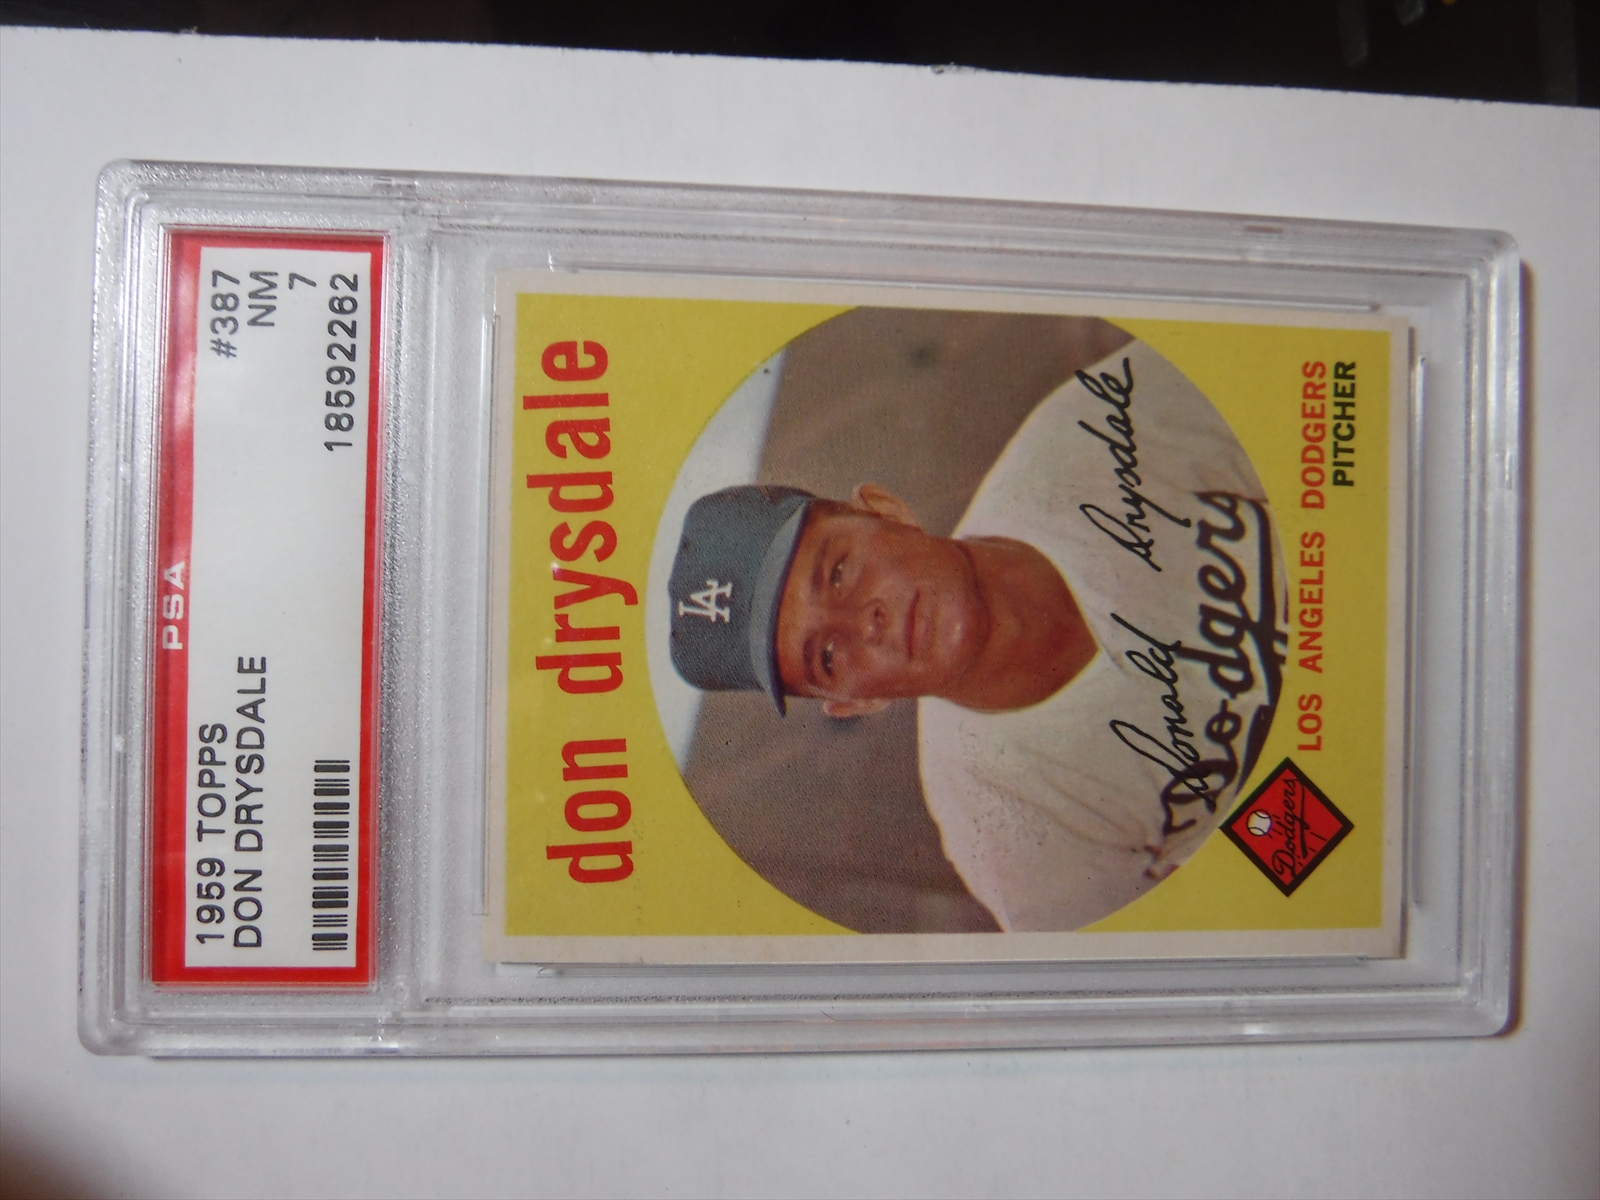 1959 TOPPS
#387
DON DRYSDALE
NM
7
18592262
PSA
don drysdale
LA
Donald Drysdale
Dodgers
Dodgers
LOS ANGELES DODGERS
PITCHER